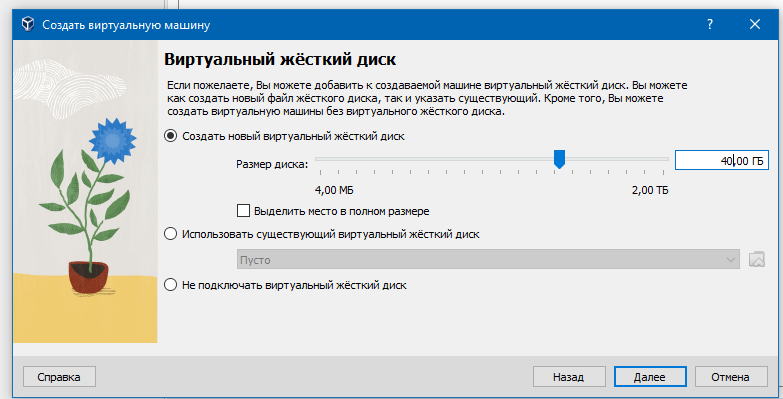 Создать виртуальную машину
Виртуальный жёсткий диск
Если пожелаете, Вы можете добавить к создаваемой машине виртуальный жёсткий диск. Вы можете
как создать новый файл жёсткого диска, так и указать существующий. Кроме того, Вы можете
создать виртуальную машины без виртуального жёсткого диска.
Создать новый виртуальный жёсткий диск
Размер диска: 40,00 ГБ
4,00 МБ 2,00 ТБ
Выделить место в полном размере
Использовать существующий виртуальный жёсткий диск
Пусто
Не подключать виртуальный жёсткий диск
Справка Назад Далее Отмена